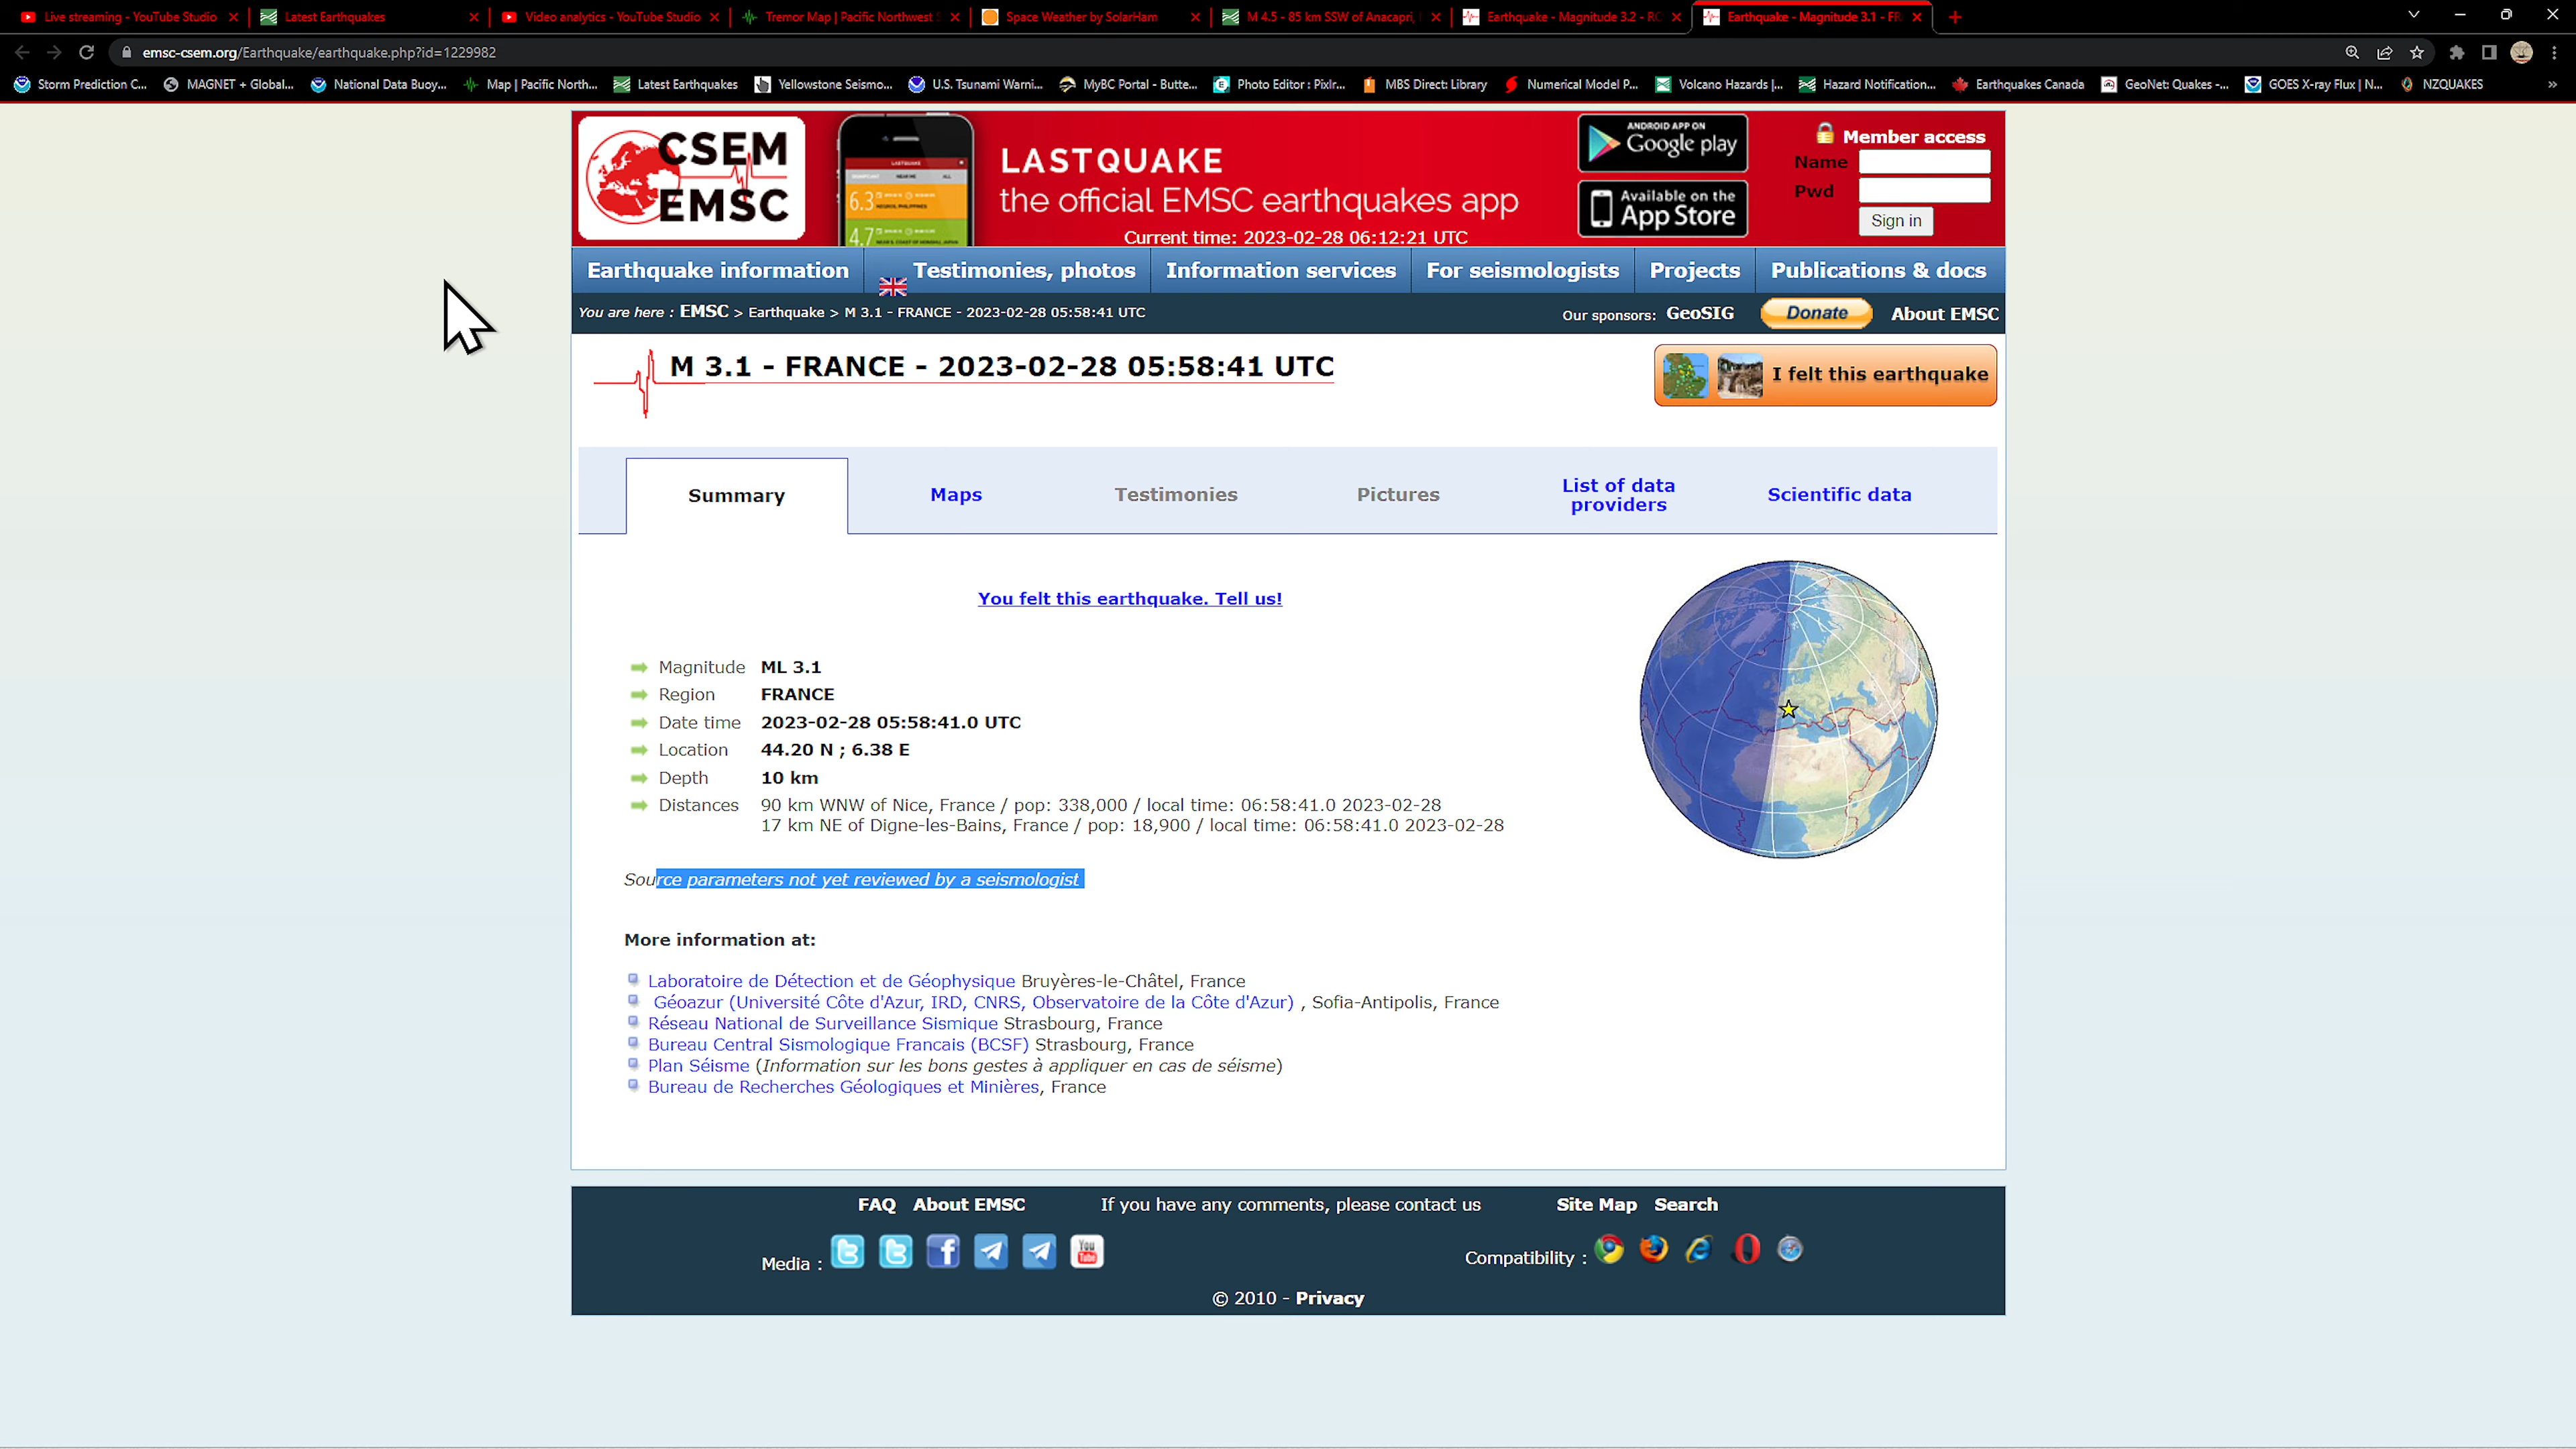 Live streaming - YouTube Studio
Latest Earthquakes
Video analytics - YouTube Studio
Tremor Map | Pacific Northwest
Space Weather by SolarHam
M 4.5 - 85 km SSW of Anacapri,
Earthquake - Magnitude 3.2 - RO
Earthquake - Magnitude 3.1 - FR
emsc-csem.org/Earthquake/earthquake.php?id=1229982
Storm Prediction C...
MAGNET + Global...
National Data Buoy...
Map | Pacific North...
Latest Earthquakes
Yellowstone Seismo...
U.S. Tsunami Warni...
MyBC Portal - Butte...
Photo Editor : Pixlr...
MBS Direct: Library
Numerical Model P...
Volcano Hazards |...
Hazard Notification...
Earthquakes Canada
GeoNet: Quakes -...
GOES X-ray Flux | N...
NZQUAKES
»
CSEM
EMSC
LASTQUAKE
6.3
4.7
LASTQUAKE
the official EMSC earthquakes app
Current time: 2023-02-28 06:12:21 UTC
ANDROID APP ON
Google play
Available on the
App Store
Member access
Name
Pwd
Sign in
Earthquake information
Testimonies, photos
Information services
For seismologists
Projects
Publications & docs
You are here : EMSC > Earthquake > M 3.1 - FRANCE - 2023-02-28 05:58:41 UTC
Our sponsors: GeoSIG
Donate
About EMSC
M 3.1 - FRANCE - 2023-02-28 05:58:41 UTC
I felt this earthquake
Summary
Maps
Testimonies
Pictures
List of data
providers
Scientific data
You felt this earthquake. Tell us!
Magnitude ML 3.1
Region FRANCE
Date time 2023-02-28 05:58:41.0 UTC
Location 44.20 N ; 6.38 E
Depth 10 km
Distances 90 km WNW of Nice, France / pop: 338,000 / local time: 06:58:41.0 2023-02-28
17 km NE of Digne-les-Bains, France / pop: 18,900 / local time: 06:58:41.0 2023-02-28
Source parameters not yet reviewed by a seismologist
More information at:
Laboratoire de Détection et de Géophysique Bruyères-le-Châtel, France
Géoazur (Université Côte d'Azur, IRD, CNRS, Observatoire de la Côte d'Azur) , Sofia-Antipolis, France
Réseau National de Surveillance Sismique Strasbourg, France
Bureau Central Sismologique Francais (BCSF) Strasbourg, France
Plan Séisme (Information sur les bons gestes à appliquer en cas de séisme)
Bureau de Recherches Géologiques et Minières, France
FAQ
About EMSC
If you have any comments, please contact us
Site Map
Search
Media :
You
Tube
Compatibility :
© 2010 - Privacy